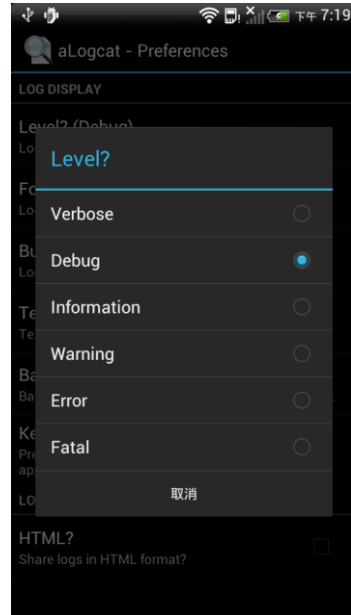 下午 7:19
aLogcat - Preferences
LOG DISPLAY
Level? (Debug)
Level?
Verbose
Debug
Information
Warning
Error
Fatal
取消
HTML?
Share logs in HTML format?